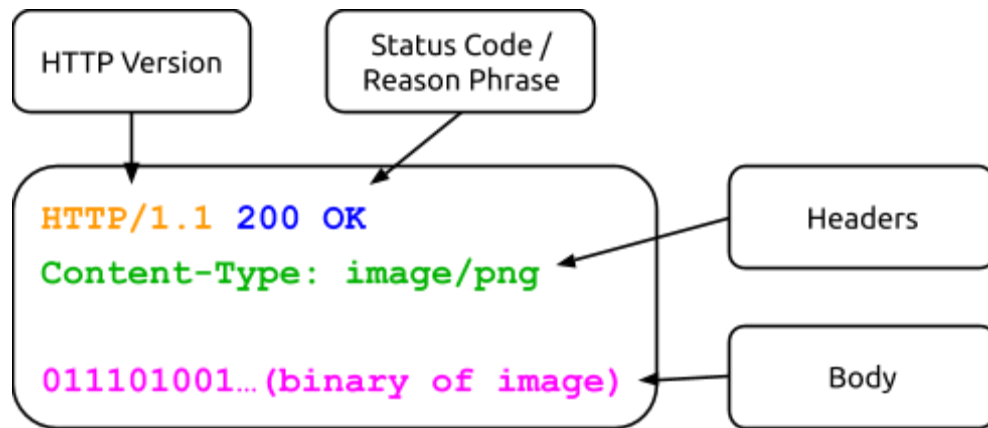 HTTP Version
Status Code /
Reason Phrase
HTTP/1.1 200 OK
Content-Type: image/png
Headers
011101001…(binary of image)
Body